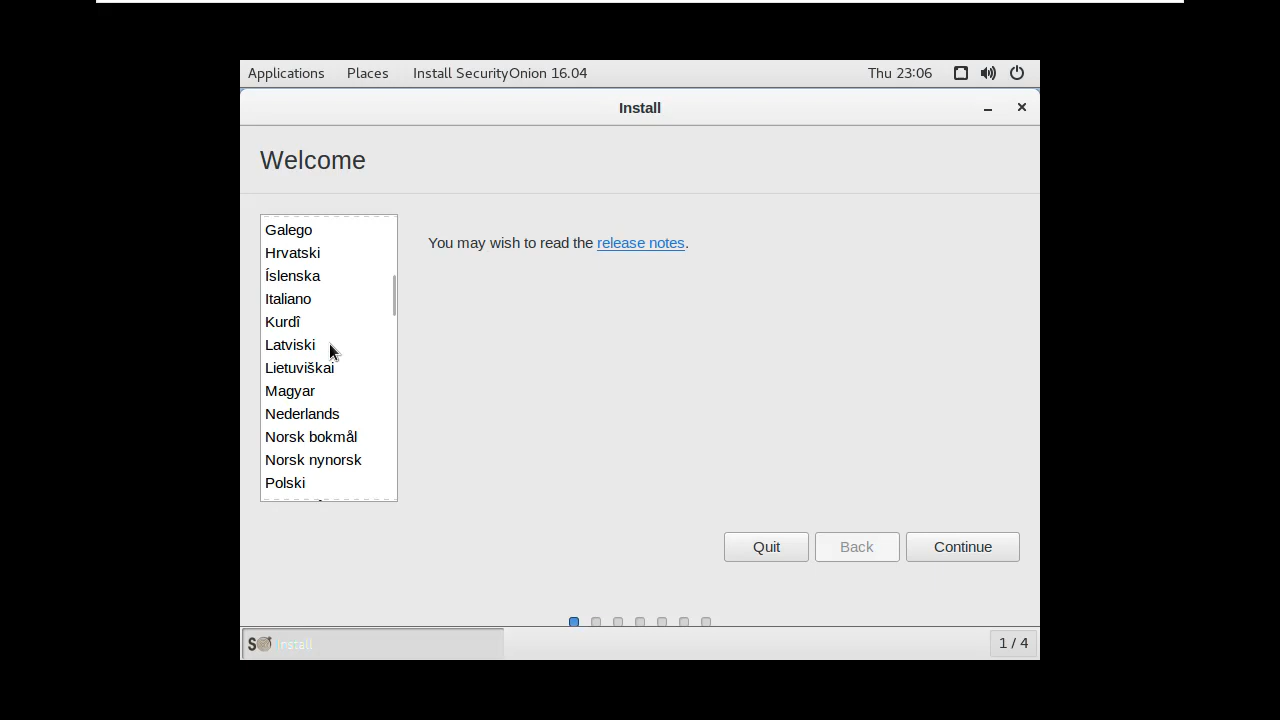 Applications Places Install SecurityOnion 16.04 Thu 23:06
Install
Welcome
Galego
Hrvatski
Íslenska
Italiano
Kurdî
Latviski
Lietuviškai
Magyar
Nederlands
Norsk bokmål
Norsk nynorsk
Polski
You may wish to read the release notes.
Quit Back Continue
SO Install 1 / 4